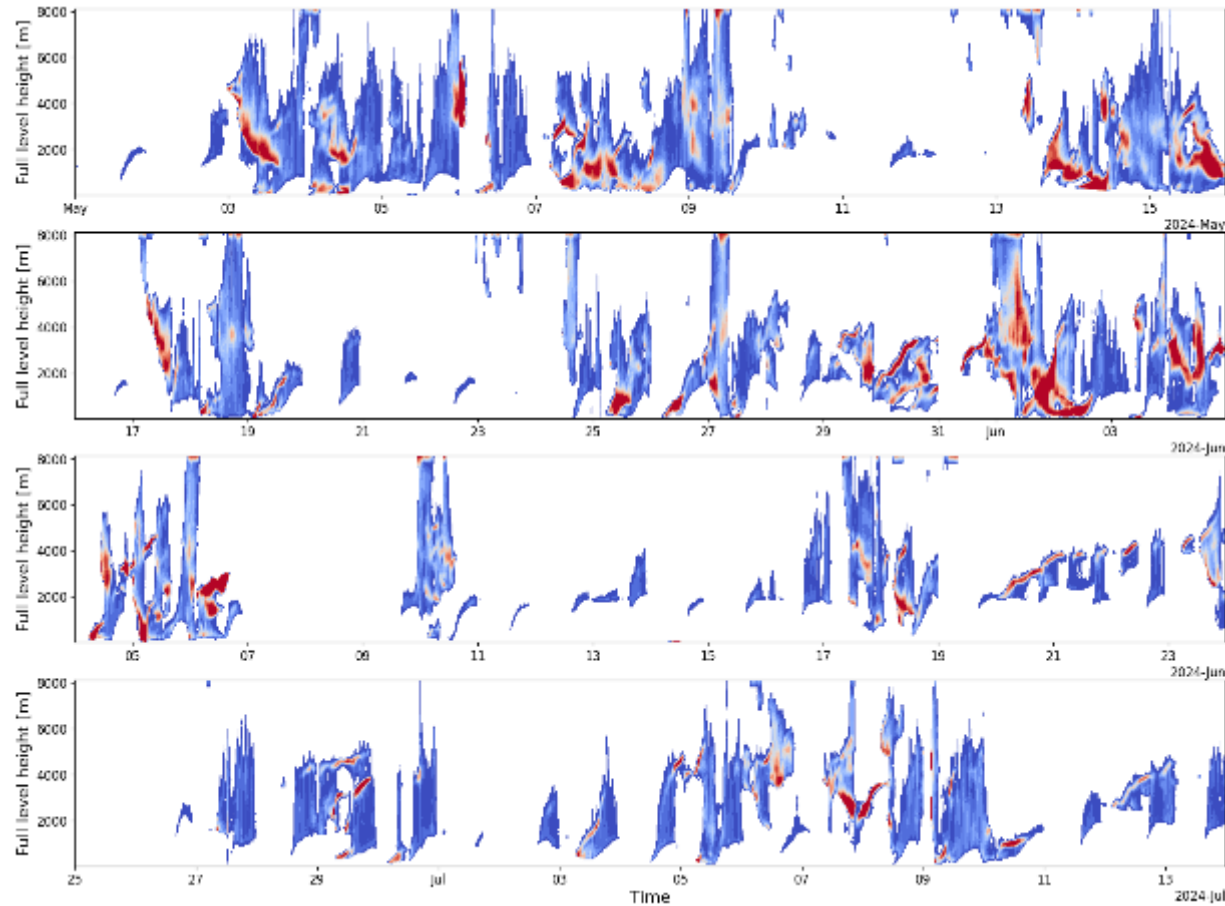 8000
6000
4000
2000
Full level height [m]
May 03 05 07 09 11 13 15
2024-May
8000
6000
4000
2000
Full level height [m]
17 19 21 23 25 27 29 31 Jun 03
2024-Jun
8000
6000
4000
2000
Full level height [m]
05 07 09 11 13 15 17 19 21 23
2024-Jun
8000
6000
4000
2000
Full level height [m]
25 27 29 Jul 03 05 07 09 11 13
Time
2024-Jul